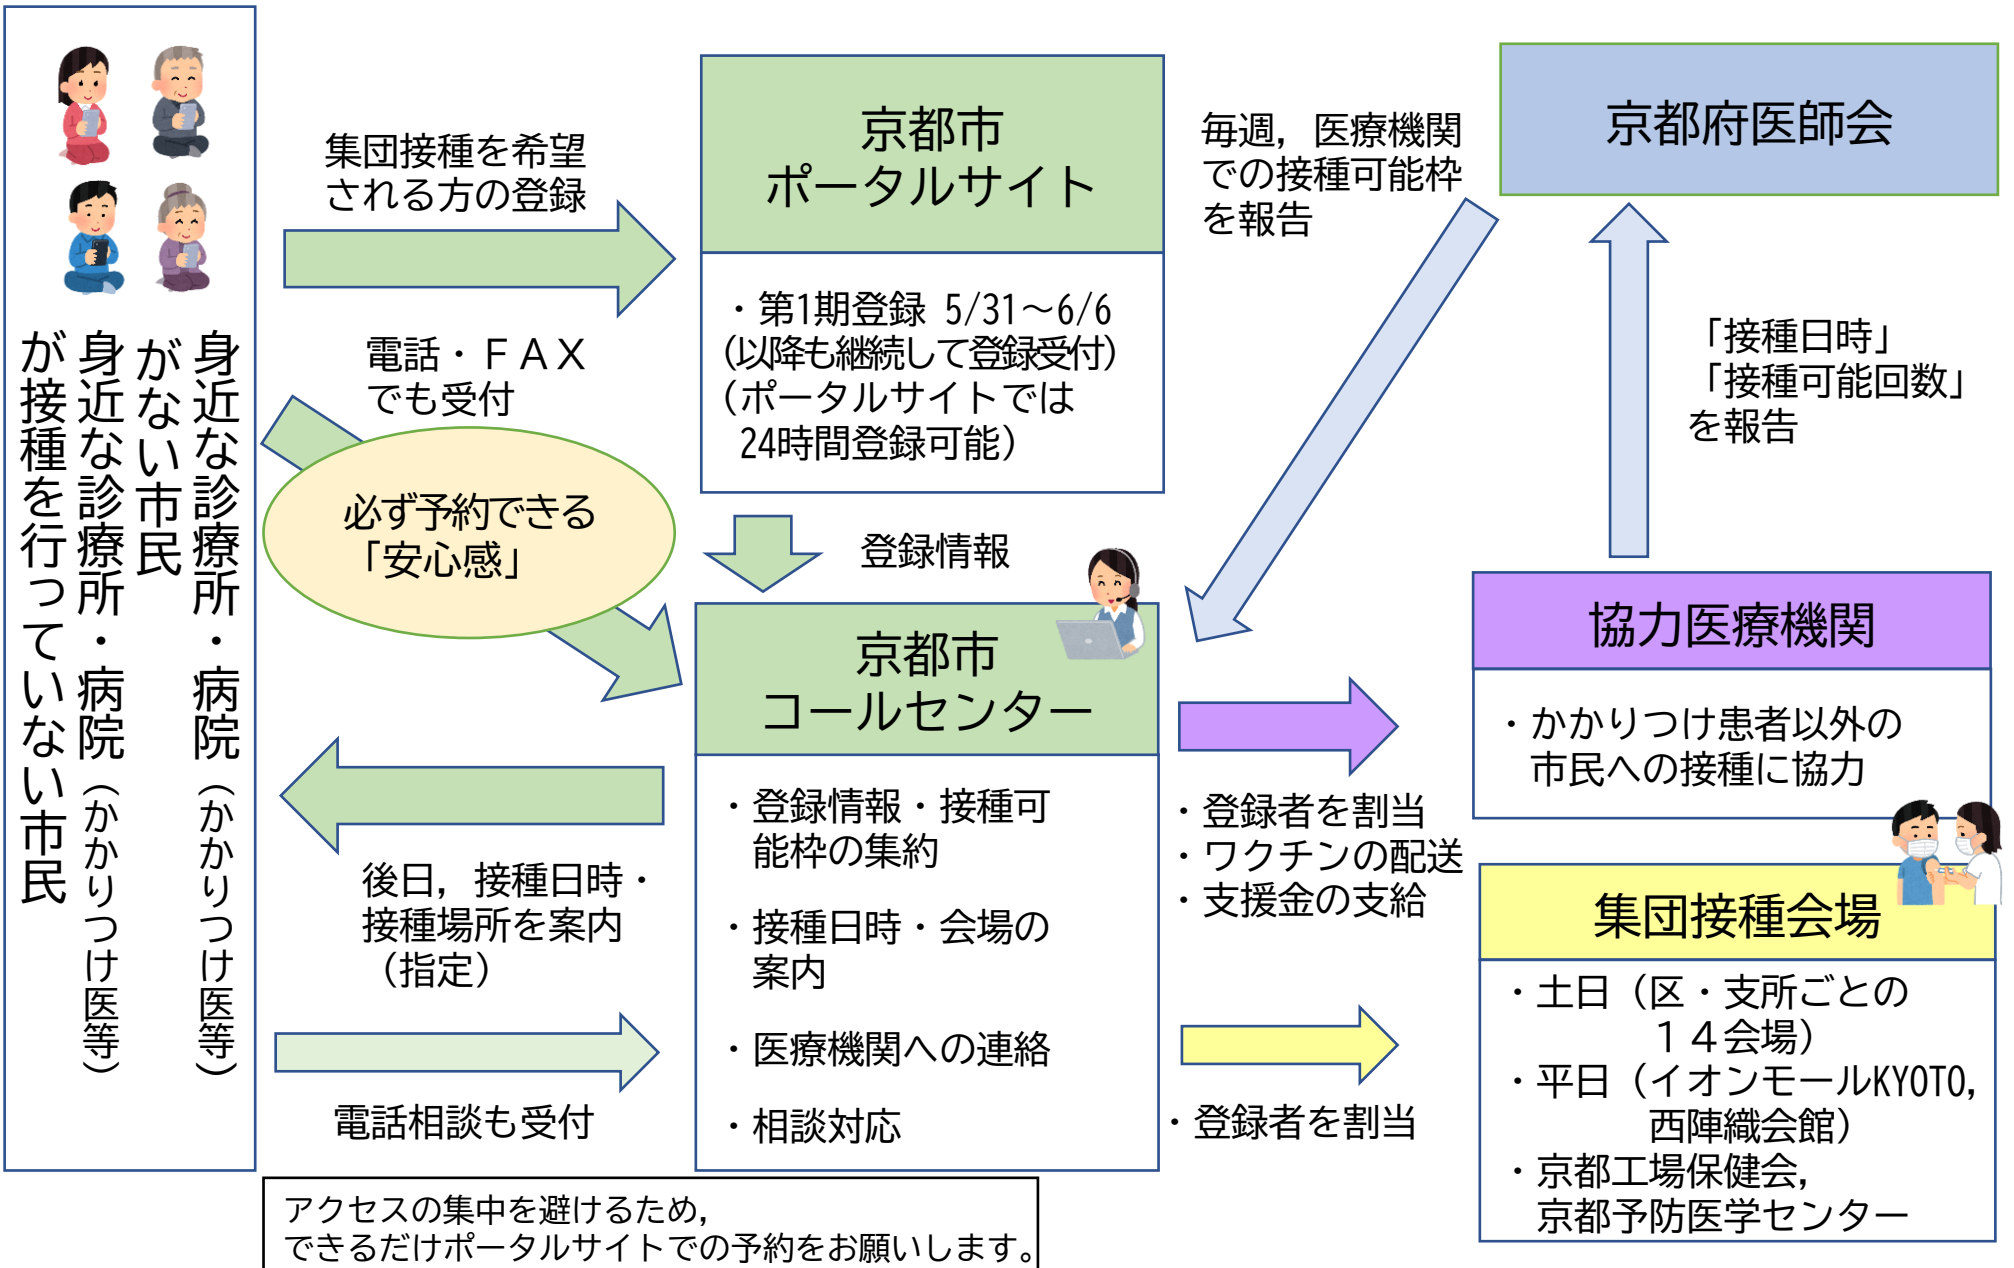 身近な診療所・病院（かかりつけ医等）
がない市民
身近な診療所・病院（かかりつけ医等）
が接種を行っていない市民
集団接種を希望
される方の登録
電話・ＦＡＸ
でも受付
必ず予約できる
「安心感」
京都市
ポータルサイト
・第1期登録 5/31～6/6
（以降も継続して登録受付）
（ポータルサイトでは
24時間登録可能）
登録情報
京都市
コールセンター
・登録情報・接種可
能枠の集約
・接種日時・会場の
案内
・医療機関への連絡
・相談対応
後日，接種日時・
接種場所を案内
（指定）
電話相談も受付
毎週，医療機関
での接種可能枠
を報告
京都府医師会
「接種日時」
「接種可能回数」
を報告
協力医療機関
・かかりつけ患者以外の
市民への接種に協力
・登録者を割当
・ワクチンの配送
・支援金の支給
集団接種会場
・土日（区・支所ごとの
１４会場）
・平日（イオンモールKYOTO，
西陣織会館）
・京都工場保健会，
京都予防医学センター
・登録者を割当
アクセスの集中を避けるため，
できるだけポータルサイトでの予約をお願いします。